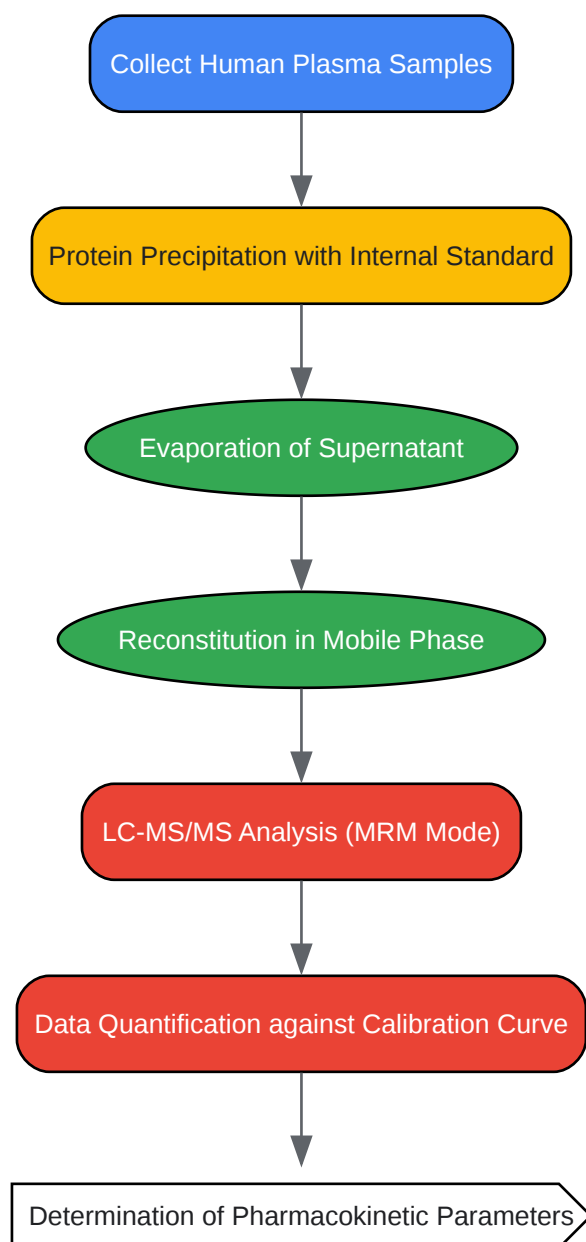 Collect Human Plasma Samples
Protein Precipitation with Internal Standard
Evaporation of Supernatant
Reconstitution in Mobile Phase
LC-MS/MS Analysis (MRM Mode)
Data Quantification against Calibration Curve
Determination of Pharmacokinetic Parameters